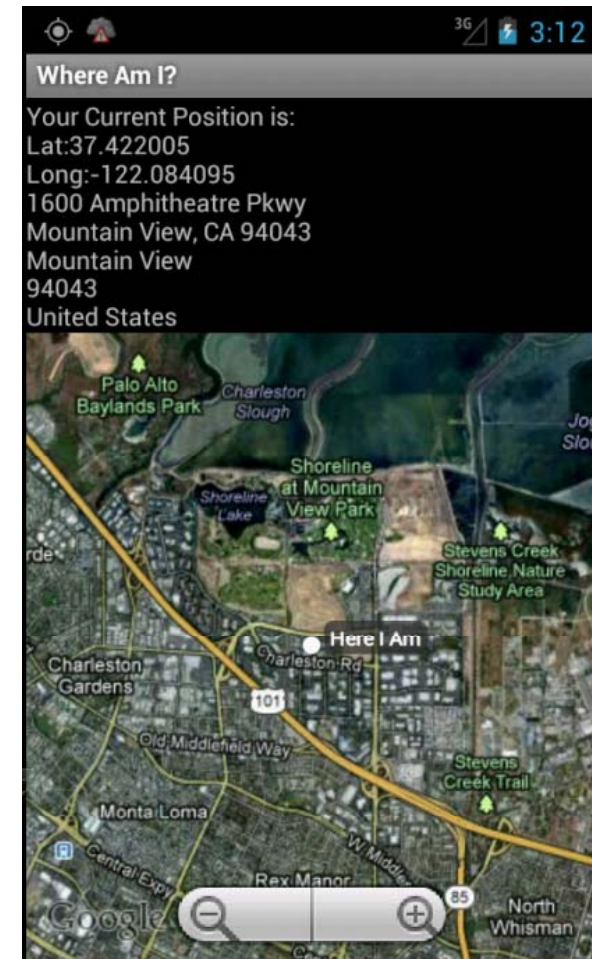 3G 3:12
Where Am I?
Your Current Position is:
Lat:37.422005
Long:-122.084095
1600 Amphitheatre Pkwy
Mountain View, CA 94043
Mountain View
94043
United States
Palo Alto
Baylands Park
Charleston
Slough
Shoreline
at Mountain
View Park
Shoreline
Lake
Stevens Creek
Shoreline Nature
Study Area
Here I Am
Charleston Rd
Charleston
Gardens
101
Old Middlefield Way
Stevens
Creek Trail
Monta Loma
Central Expy
Rex Manor
85
North
Whisman
Google